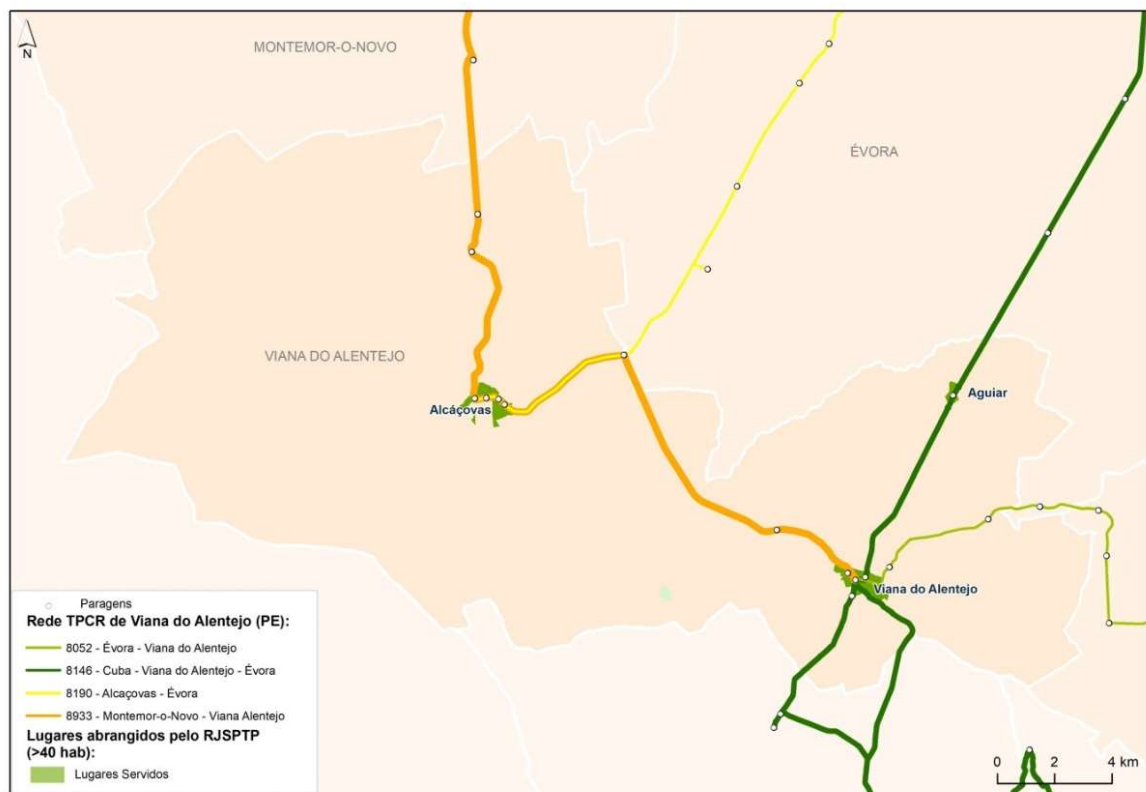 N
MONTEMOR-O-NOVO
ÉVORA
VIANA DO ALENTEJO
Alcáçovas
Aguiar
Viana do Alentejo
Paragens
Rede TPCR de Viana do Alentejo (PE):
8052 - Évora - Viana do Alentejo
8146 - Cuba - Viana do Alentejo - Évora
8190 - Alcaçovas - Évora
8933 - Montemor-o-Novo - Viana Alentejo
Lugares abrangidos pelo RJSPTP
(>40 hab):
Lugares Servidos
0 2 4 km